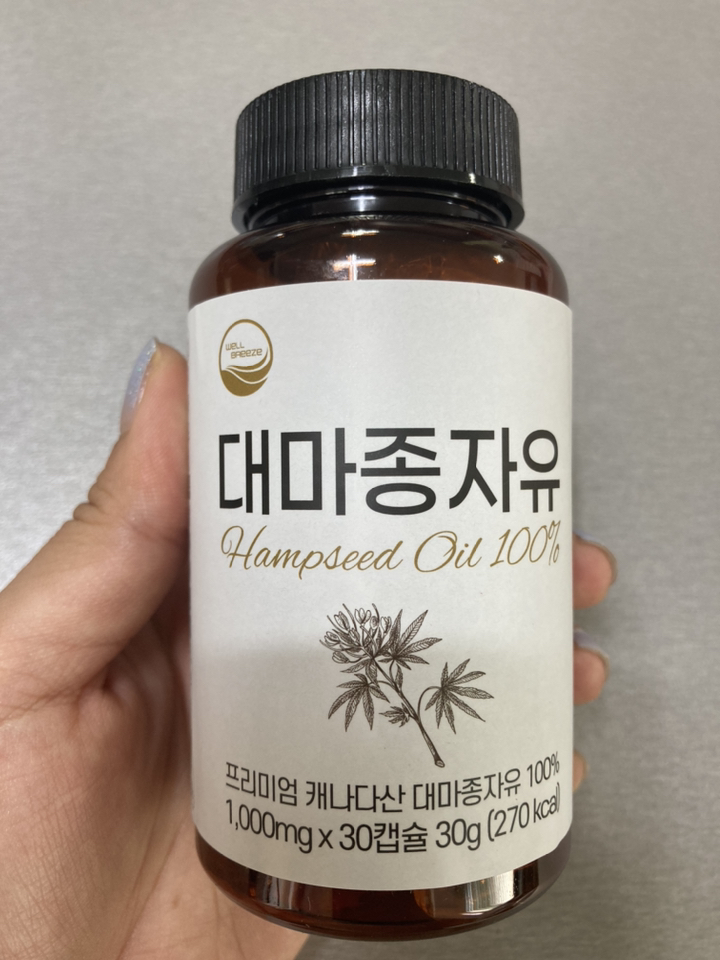 WELL
BREEZE
대마종자유
Hampseed Oil 100%
프리미엄 캐나다산 대마종자유 100%
1,000mg x 30캡슐 30g (270 kcal)